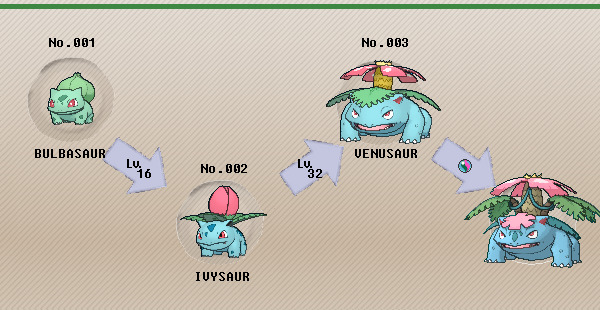 No.001
BULBASAUR
Lv.
16
No.002
IVYSAUR
Lv.
32
No.003
VENUSAUR